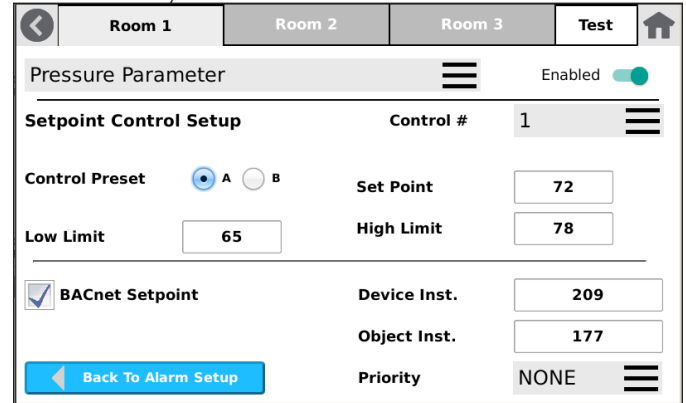 Room 1 Room 2 Room 3 Test
Pressure Parameter Enabled
Setpoint Control Setup Control # 1
Control Preset A B Set Point 72
Low Limit 65 High Limit 78
BACnet Setpoint Device Inst. 209
Object Inst. 177
Back To Alarm Setup Priority NONE